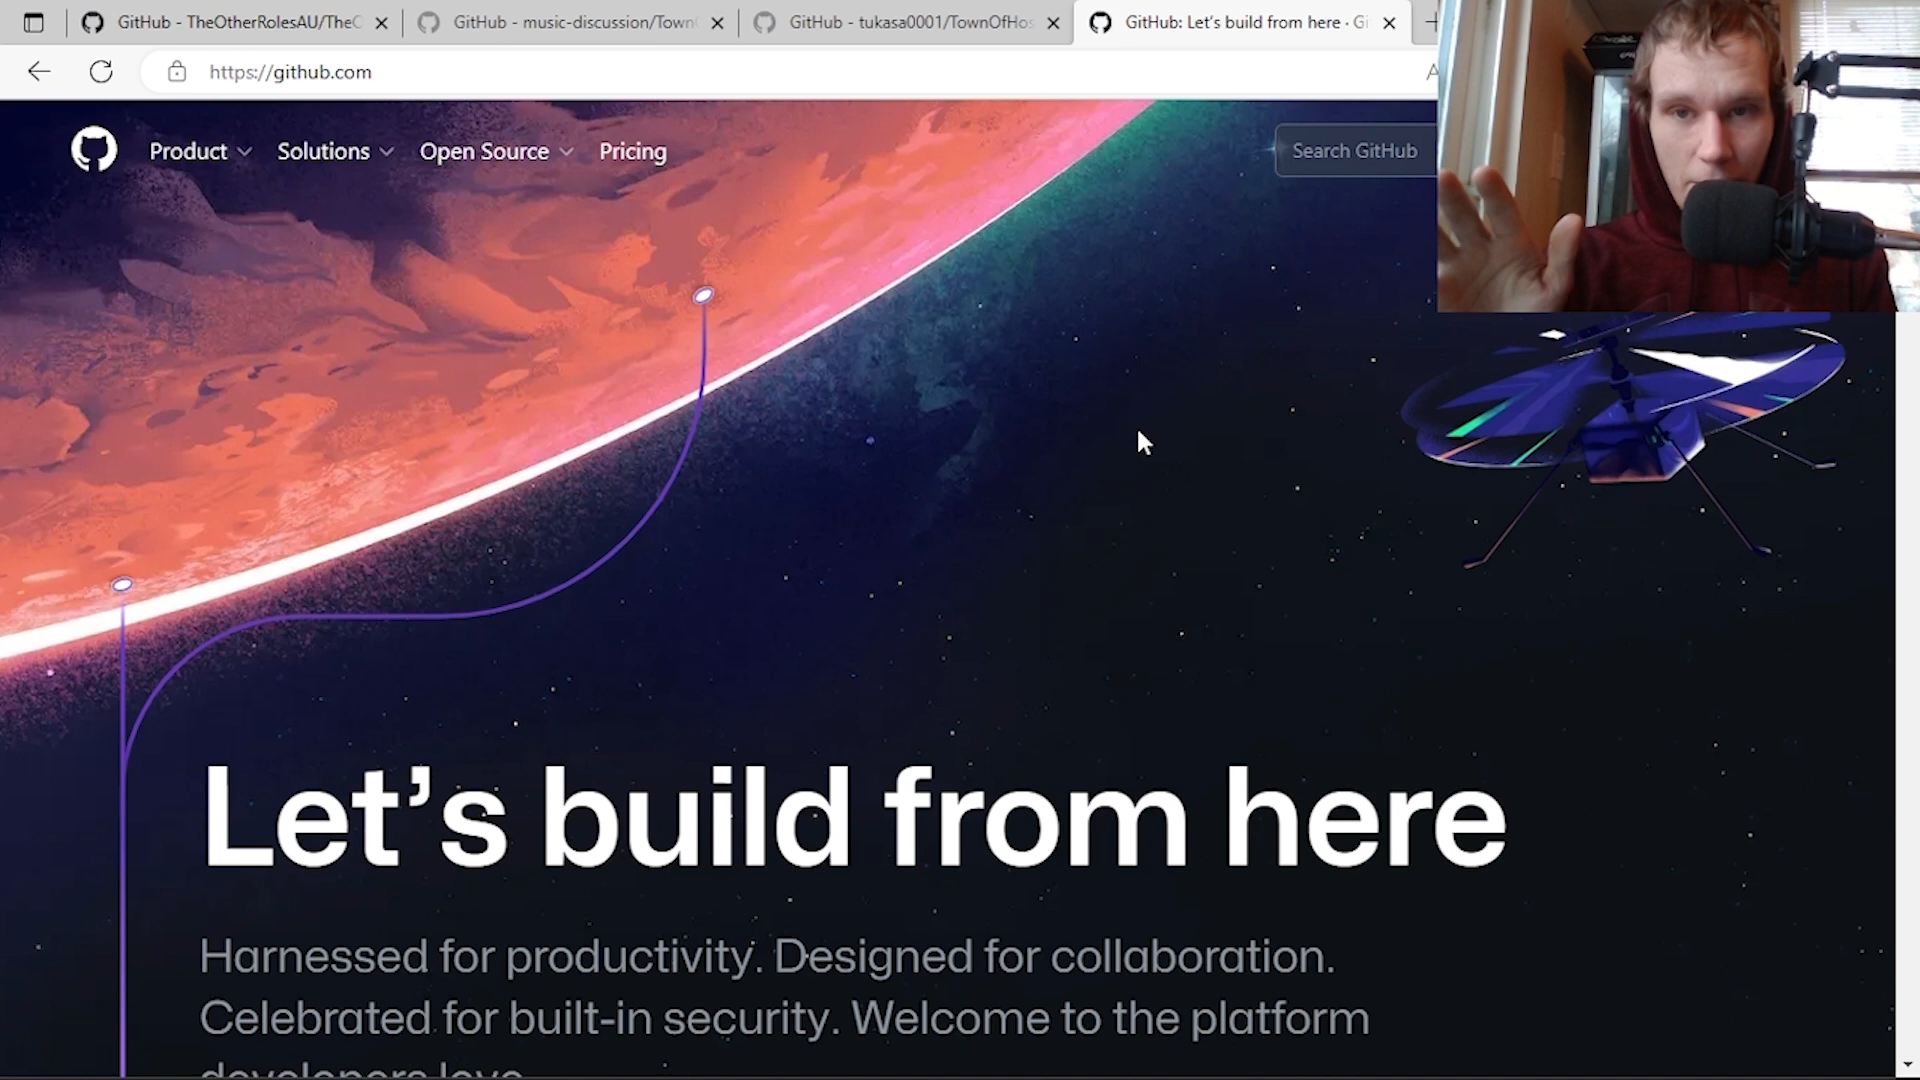 GitHub - TheOtherRolesAU/TheO
GitHub - music-discussion/Town
GitHub - tukasa0001/TownOfHos
GitHub: Let's build from here · Gi
https://github.com
Product
Solutions
Open Source
Pricing
Search GitHub
Let's build from here
Harnessed for productivity. Designed for collaboration.
Celebrated for built-in security. Welcome to the platform
developers love.